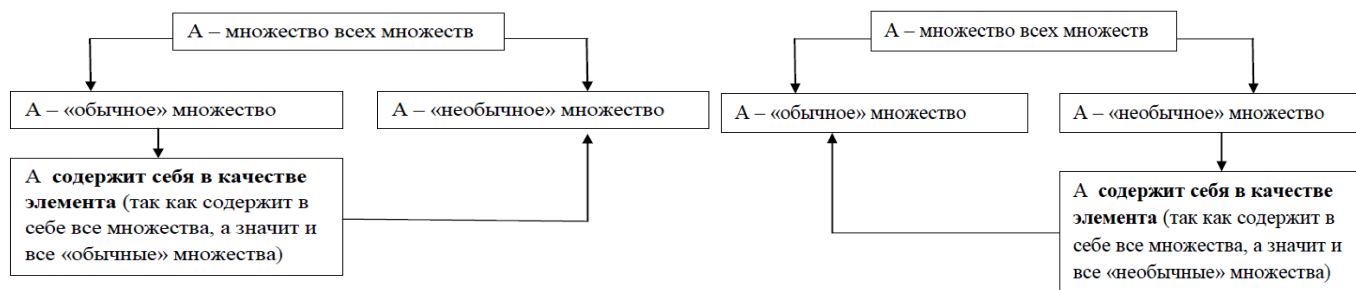 А – множество всех множеств
А – «обычное» множество
А – «необычное» множество
А содержит себя в качестве
элемента (так как содержит в
себе все множества, а значит и
все «обычные» множества)
А – множество всех множеств
А – «обычное» множество
А – «необычное» множество
А содержит себя в качестве
элемента (так как содержит в
себе все множества, а значит и
все «необычные» множества)